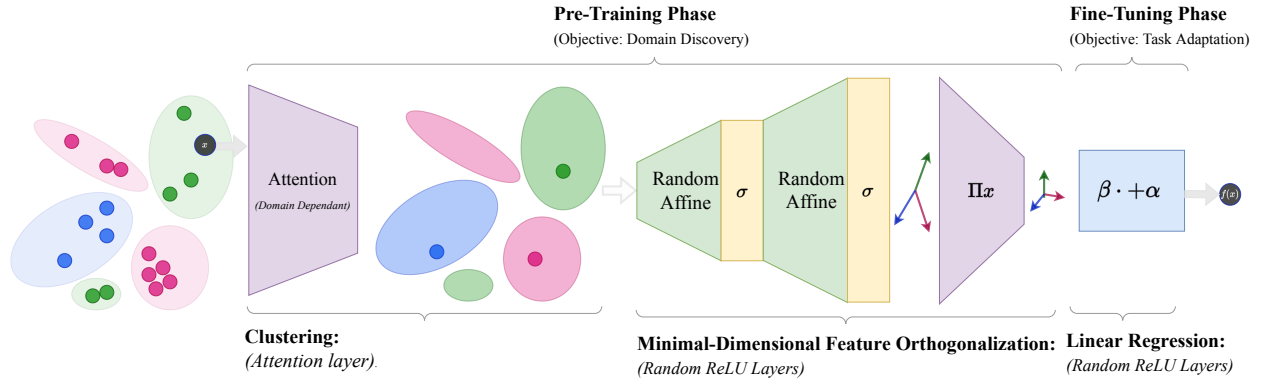 Pre-Training Phase
(Objective: Domain Discovery)
Fine-Tuning Phase
(Objective: Task Adaptation)
x
Attention
(Domain Dependant)
Random
Affine
σ
Random
Affine
σ
Πx
β · +α
f(x)
Clustering:
(Attention layer).
Minimal-Dimensional Feature Orthogonalization:
(Random ReLU Layers)
Linear Regression:
(Random ReLU Layers)